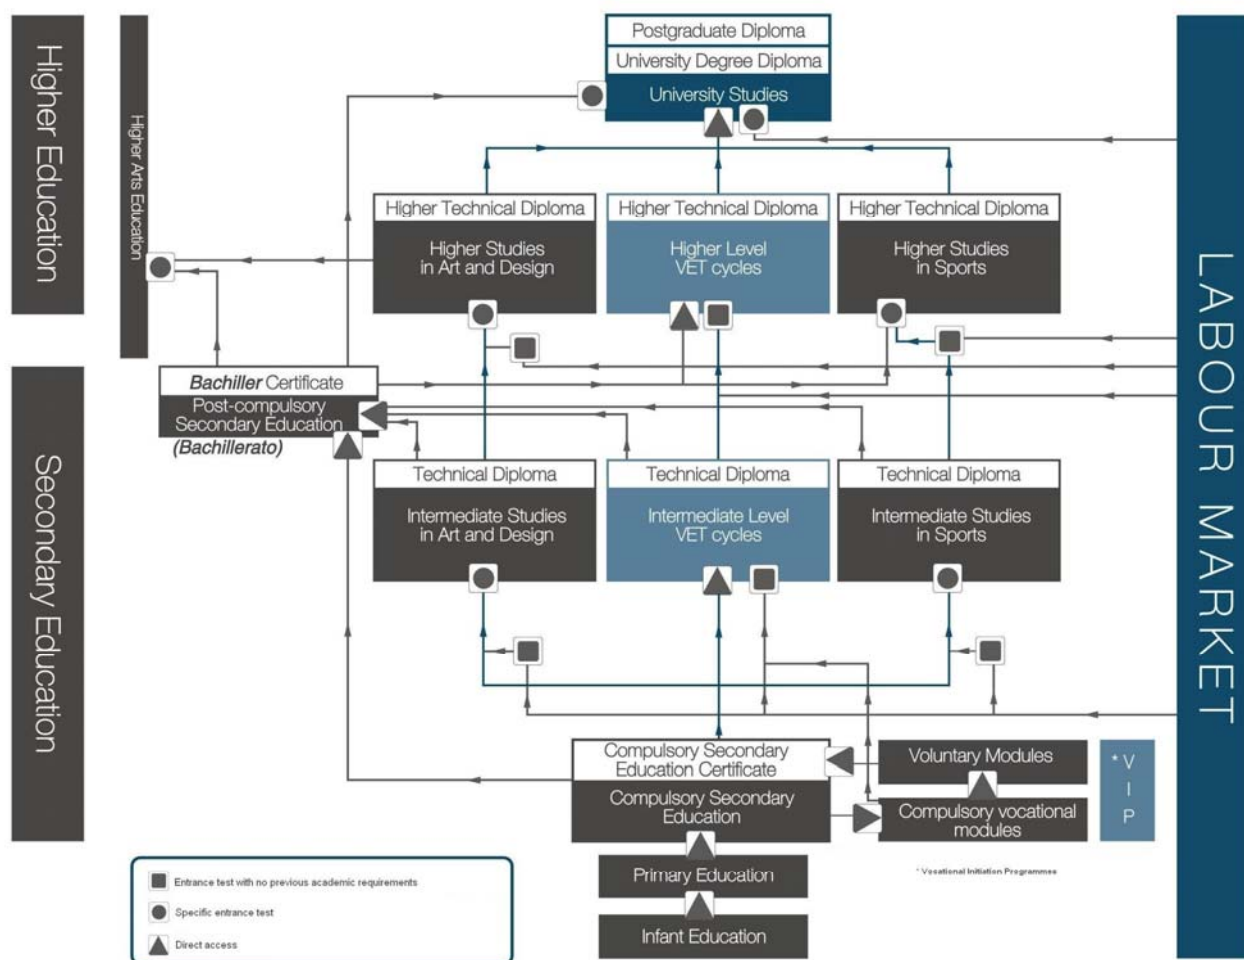 Higher Education
Higher Arts Education
Postgraduate Diploma
University Degree Diploma
University Studies
Higher Technical Diploma
Higher Studies
in Art and Design
Higher Technical Diploma
Higher Level
VET cycles
Higher Technical Diploma
Higher Studies
in Sports
LABOUR MARKET
Secondary Education
Bachiller Certificate
Post-compulsory
Secondary Education
(Bachillerato)
Technical Diploma
Intermediate Studies
in Art and Design
Technical Diploma
Intermediate Level
VET cycles
Technical Diploma
Intermediate Studies
in Sports
Compulsory Secondary
Education Certificate
Compulsory Secondary
Education
Primary Education
Infant Education
Voluntary Modules
Compulsory vocational
modules
* V
I
P
* Vocational Initiation Programmes
Entrance test with no previous academic requirements
Specific entrance test
Direct access